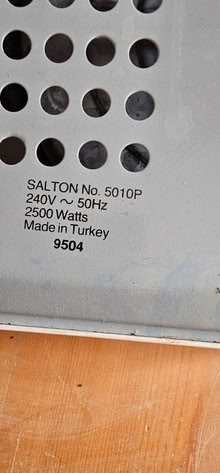 SALTON No. 5010P
240V ～ 50Hz
2500 Watts
Made in Turkey
9504